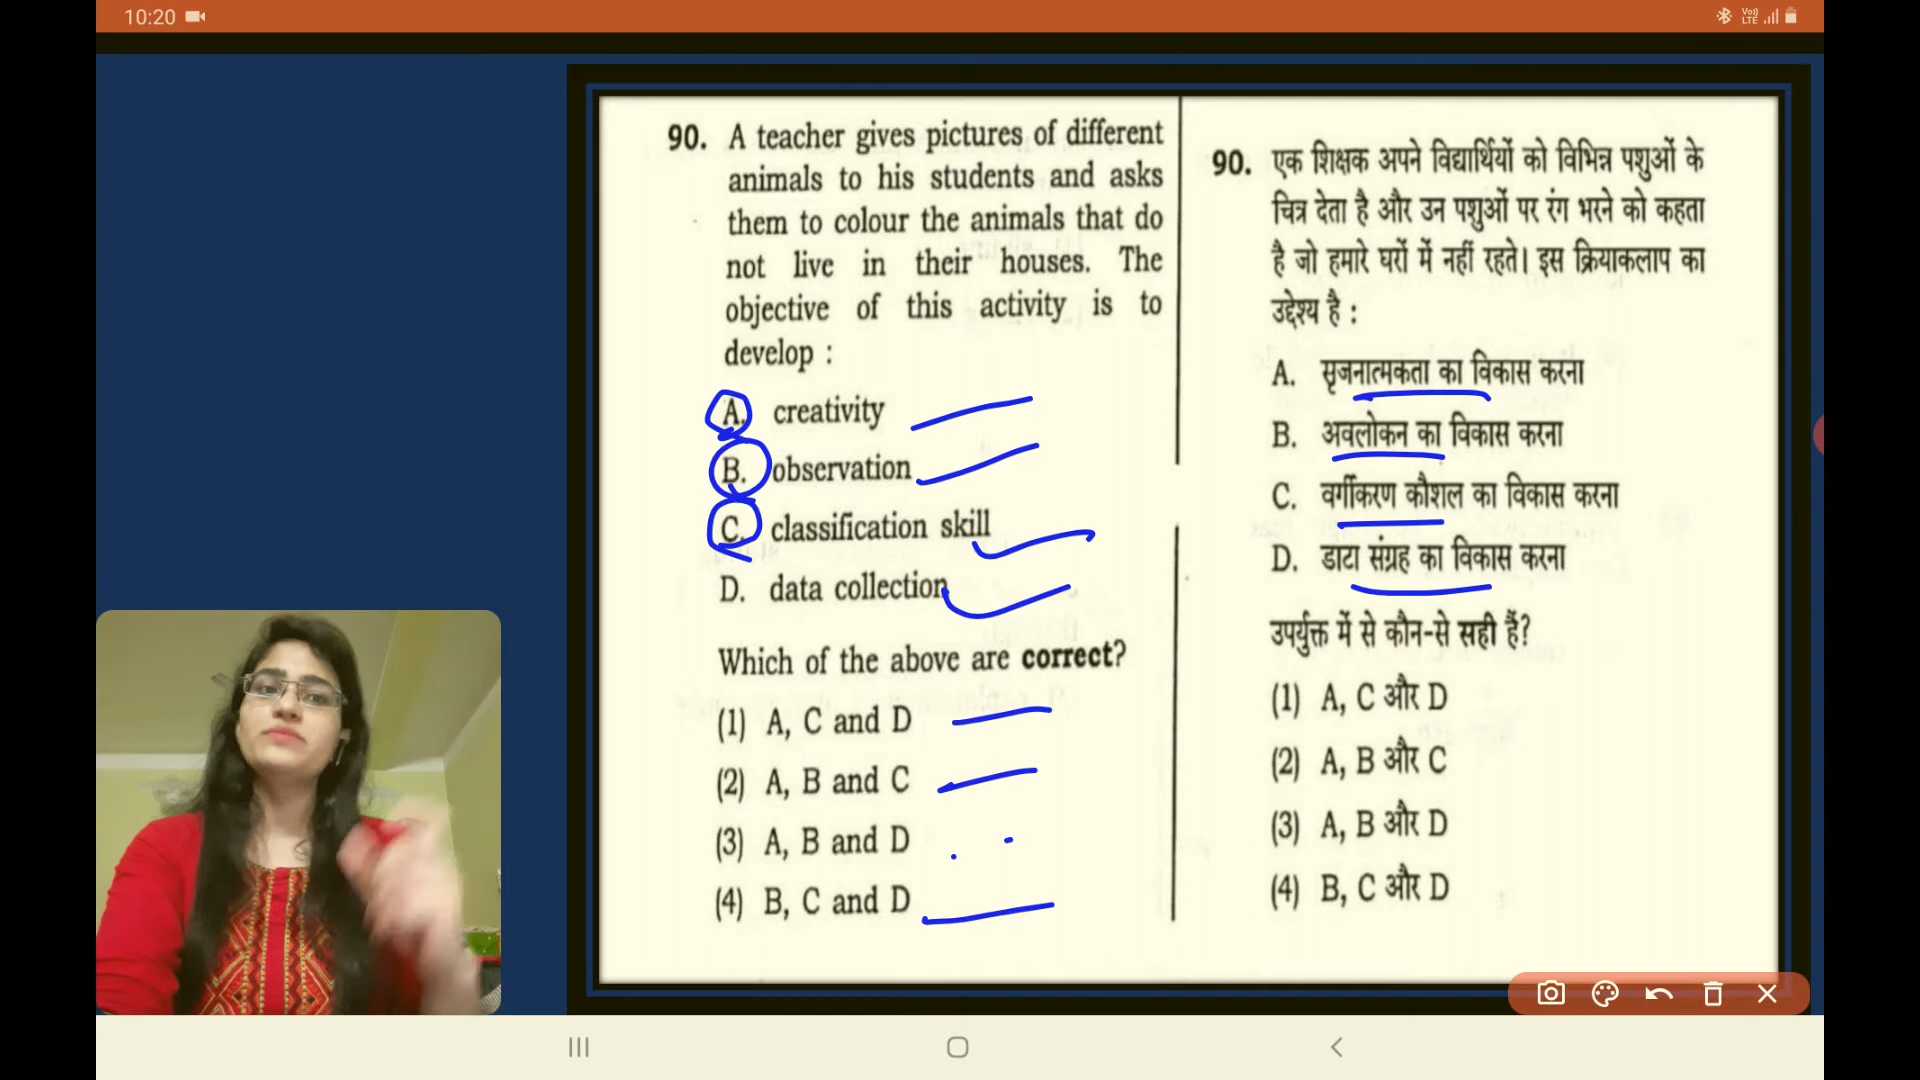 10:20
Vo))
LTE
90. A teacher gives pictures of different
animals to his students and asks
them to colour the animals that do
not live in their houses. The
objective of this activity is to
develop :
A. creativity
B. observation
C. classification skill
D. data collection
Which of the above are correct?
(1) A, C and D
(2) A, B and C
(3) A, B and D
(4) B, C and D
90. एक शिक्षक अपने विद्यार्थियों को विभिन्न पशुओं के
चित्र देता है और उन पशुओं पर रंग भरने को कहता
है जो हमारे घरों में नहीं रहते। इस क्रियाकलाप का
उद्देश्य है :
A. सृजनात्मकता का विकास करना
B. अवलोकन का विकास करना
C. वर्गीकरण कौशल का विकास करना
D. डाटा संग्रह का विकास करना
उपर्युक्त में से कौन-से सही हैं?
(1) A, C और D
(2) A, B और C
(3) A, B और D
(4) B, C और D